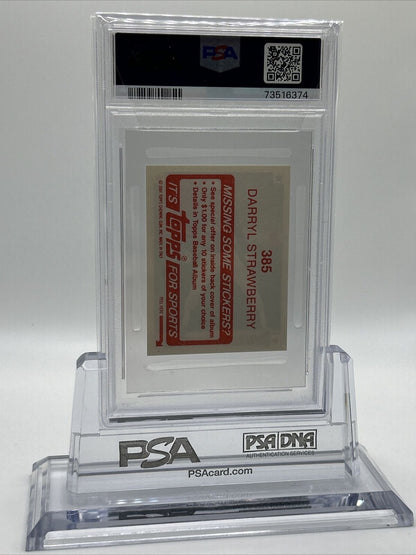 PSA
73516374
385
DARRYL STRAWBERRY
MISSING SOME STICKERS?
• See special offer on inside back cover of album
• Only $1.00 for any 10 stickers of your choice
• Details in Topps Baseball Album
IT'S topps® FOR SPORTS
PEEL HERE
PSA
PSA DNA
AUTHENTICATION SERVICES
PSAcard.com